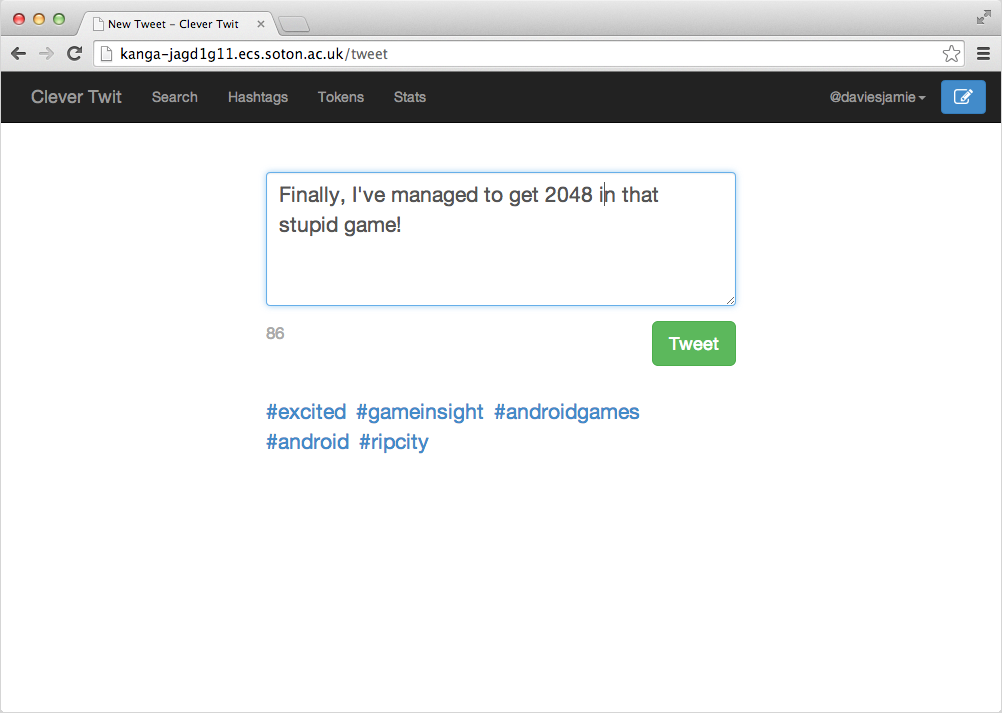 New Tweet – Clever Twit
kanga-jagd1g11.ecs.soton.ac.uk/tweet
Clever Twit Search Hashtags Tokens Stats @daviesjamie
Finally, I've managed to get 2048 in that
stupid game!
86 Tweet
#excited #gameinsight #androidgames
#android #ripcity